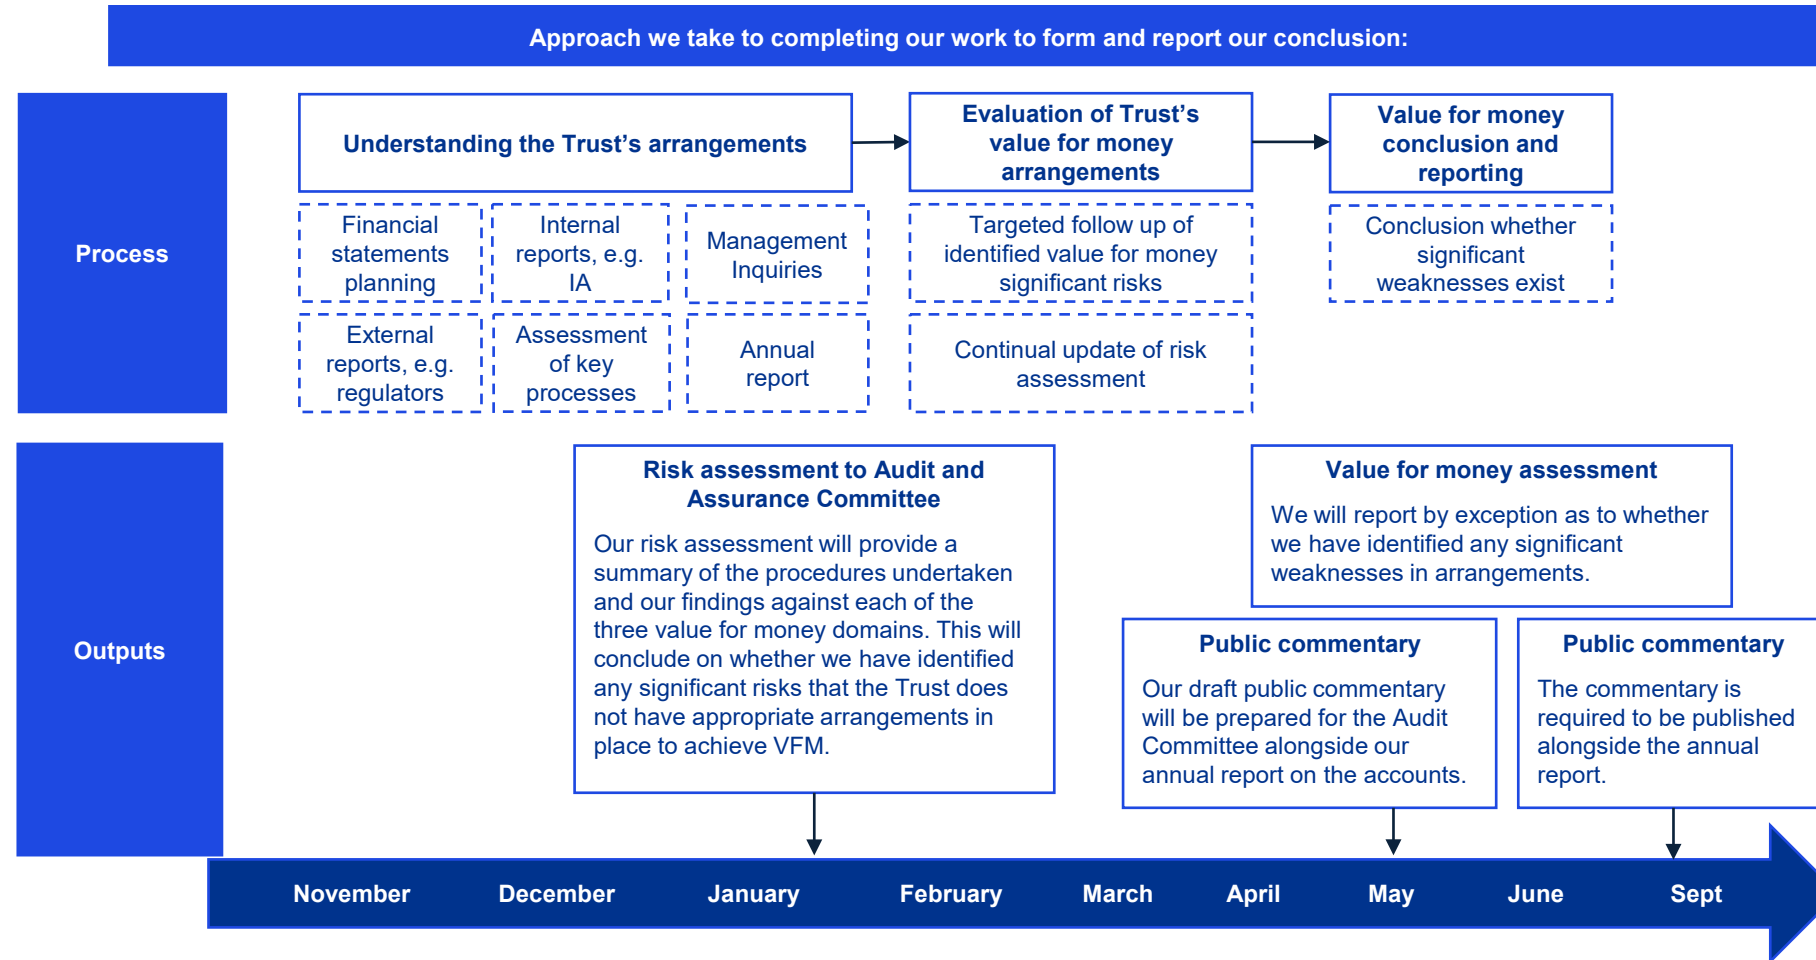 Approach we take to completing our work to form and report our conclusion:
Process
Understanding the Trust's arrangements
Evaluation of Trust's
value for money
arrangements
Value for money
conclusion and
reporting
Financial
statements
planning
Internal
reports, e.g.
IA
Management
Inquiries
Targeted follow up of
identified value for money
significant risks
Conclusion whether
significant
weaknesses exist
External
reports, e.g.
regulators
Assessment
of key
processes
Annual
report
Continual update of risk
assessment
Outputs
Risk assessment to Audit and
Assurance Committee
Our risk assessment will provide a
summary of the procedures undertaken
and our findings against each of the
three value for money domains. This will
conclude on whether we have identified
any significant risks that the Trust does
not have appropriate arrangements in
place to achieve VFM.
Value for money assessment
We will report by exception as to whether
we have identified any significant
weaknesses in arrangements.
Public commentary
Our draft public commentary
will be prepared for the Audit
Committee alongside our
annual report on the accounts.
Public commentary
The commentary is
required to be published
alongside the annual
report.
November December January February March April May June Sept